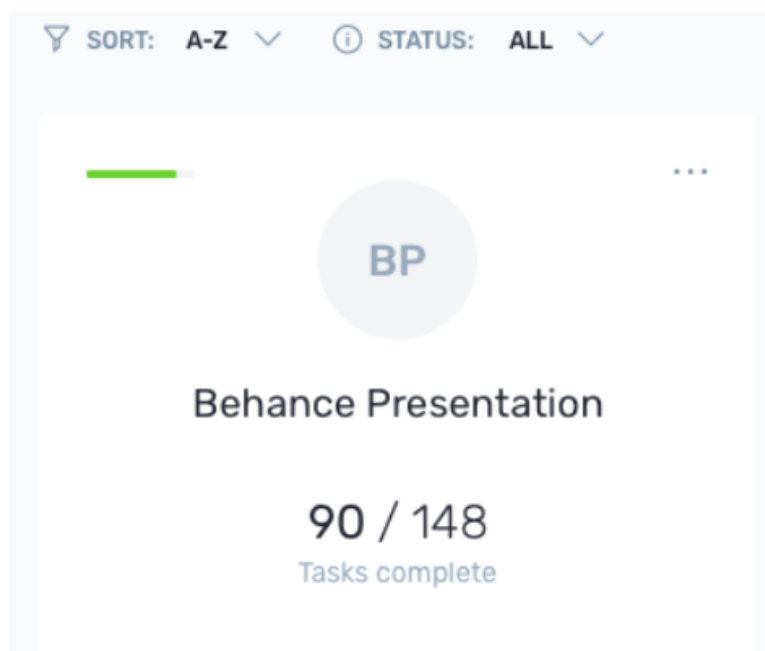 SORT: A-Z STATUS: ALL
BP
Behance Presentation
90 / 148
Tasks complete